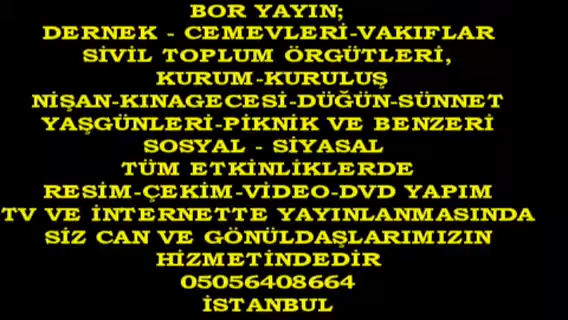 BOR YAYIN;
DERNEK - CEMEVLERİ-VAKIFLAR
SİVİL TOPLUM ÖRGÜTLERİ,
KURUM-KURULUŞ
NİŞAN-KINAGECESİ-DÜĞÜN-SÜNNET
YAŞGÜNLERİ-PİKNİK VE BENZERİ
SOSYAL - SİYASAL
TÜM ETKİNLİKLERDE
RESİM-ÇEKİM-VİDEO-DVD YAPIM
TV VE İNTERNETTE YAYINLANMASINDA
SİZ CAN VE GÖNÜLDAŞLARIMIZIN
HİZMETİNDEDİR
05056408664
İSTANBUL